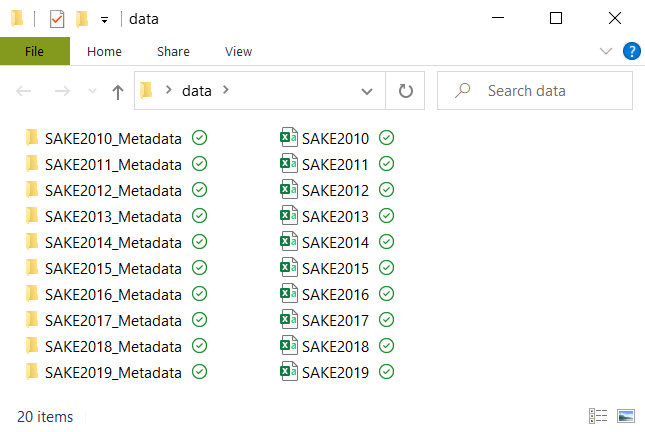 data
File Home Share View
data Search data
SAKE2010_Metadata SAKE2010
SAKE2011_Metadata SAKE2011
SAKE2012_Metadata SAKE2012
SAKE2013_Metadata SAKE2013
SAKE2014_Metadata SAKE2014
SAKE2015_Metadata SAKE2015
SAKE2016_Metadata SAKE2016
SAKE2017_Metadata SAKE2017
SAKE2018_Metadata SAKE2018
SAKE2019_Metadata SAKE2019
20 items